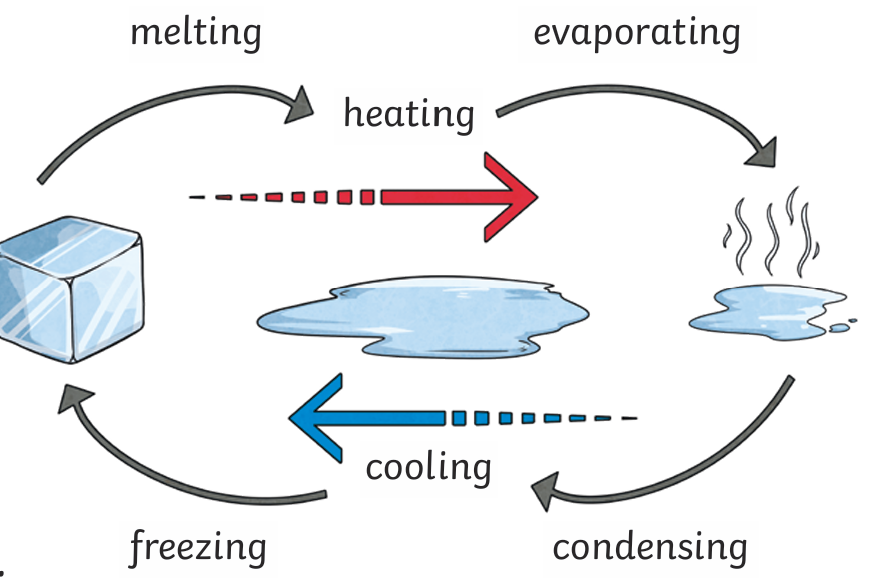 melting
evaporating
heating
cooling
freezing
condensing